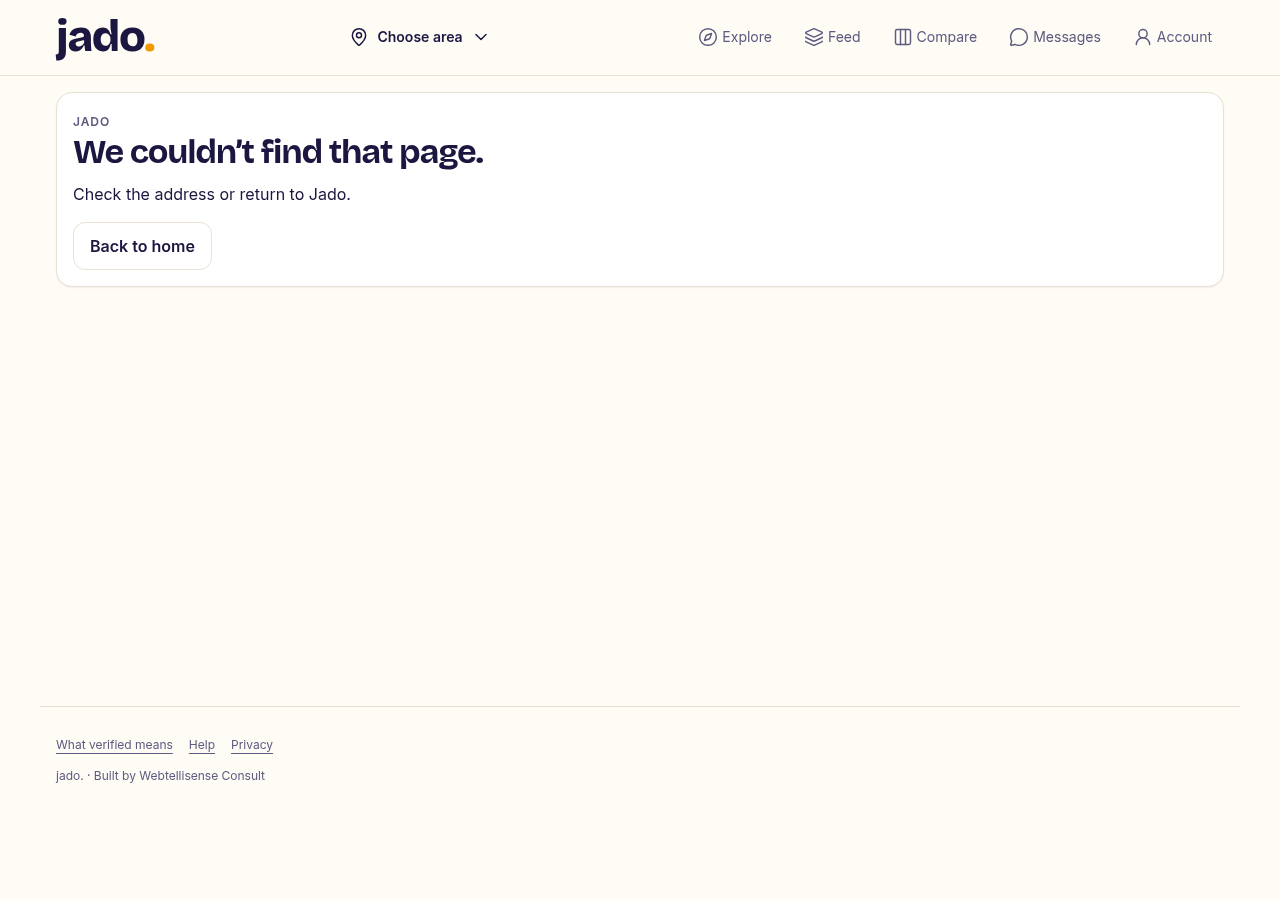 jado.
Choose area
Explore
Feed
Compare
Messages
Account
JADO
We couldn’t find that page.
Check the address or return to Jado.
Back to home
What verified means
Help
Privacy
jado. · Built by Webtellisense Consult